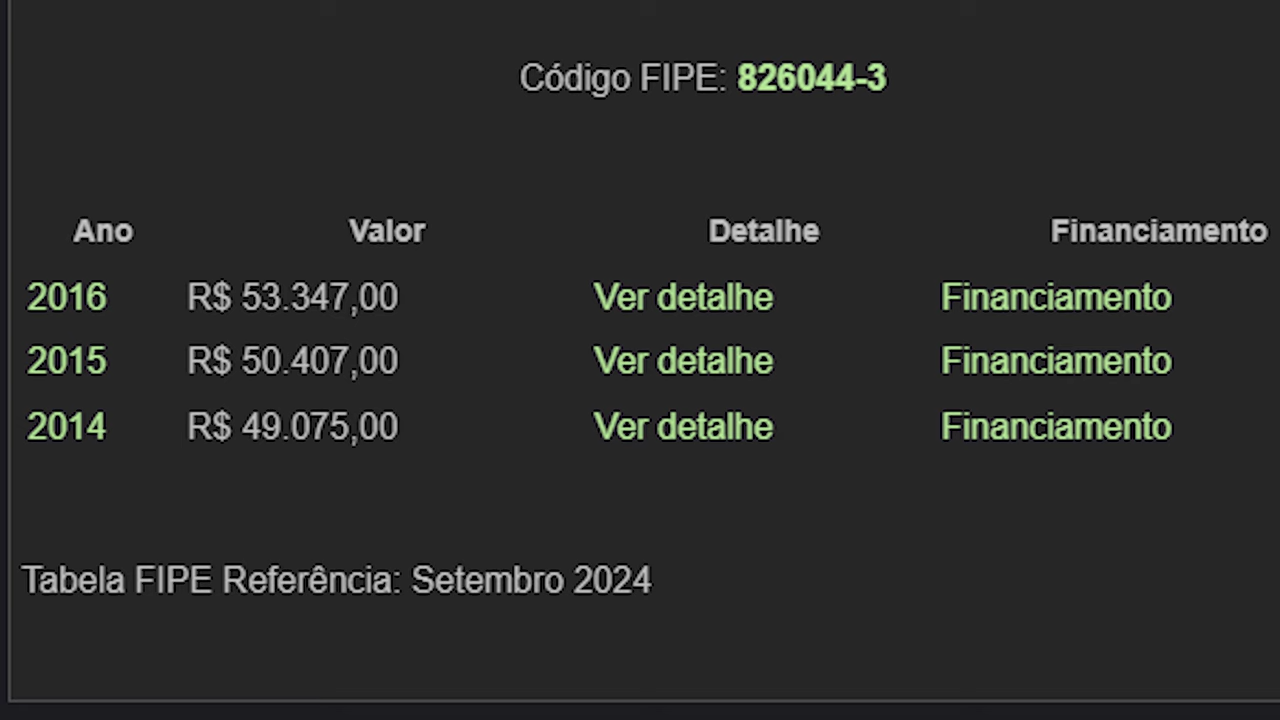 Código FIPE: 826044-3
Ano Valor Detalhe Financiamento
2016 R$ 53.347,00 Ver detalhe Financiamento
2015 R$ 50.407,00 Ver detalhe Financiamento
2014 R$ 49.075,00 Ver detalhe Financiamento
Tabela FIPE Referência: Setembro 2024